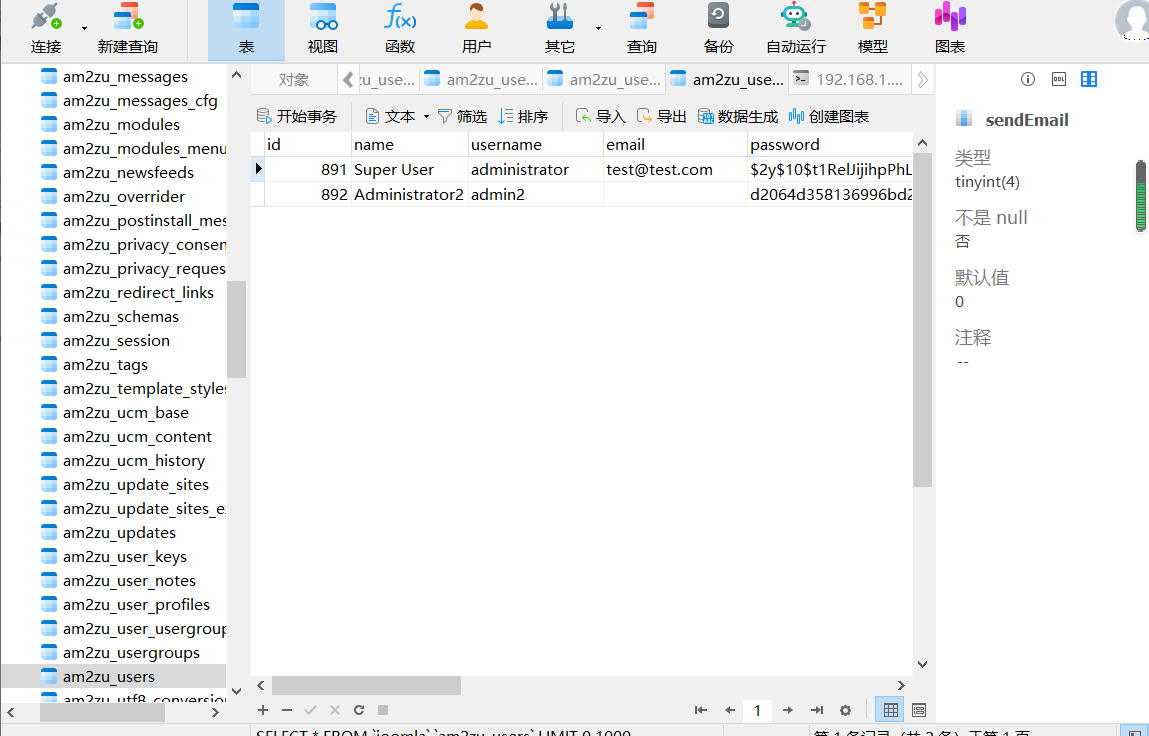 连接 新建查询 表 视图 函数 用户 其它 查询 备份 自动运行 模型 图表
对象 am2zu_use... am2zu_use... am2zu_use... 192.168.1....
开始事务 文本 筛选 排序 导入 导出 数据生成 创建图表
id name username email password
891 Super User administrator test@test.com
892 Administrator2 admin2 d2064d358136996bd2
am2zu_messages
am2zu_messages_cfg
am2zu_modules
am2zu_modules_menu
am2zu_newsfeeds
am2zu_overrider
am2zu_postinstall_mes
am2zu_privacy_consen
am2zu_privacy_reques
am2zu_redirect_links
am2zu_schemas
am2zu_session
am2zu_tags
am2zu_template_styles
am2zu_ucm_base
am2zu_ucm_content
am2zu_ucm_history
am2zu_update_sites
am2zu_update_sites_e
am2zu_updates
am2zu_user_keys
am2zu_user_notes
am2zu_user_profiles
am2zu_user_usergroup
am2zu_usergroups
am2zu_users
am2zu_utf8_conversion
sendEmail
类型
tinyint(4)
不是 null
否
默认值
0
注释
--
1
SELECT * FROM `joomla`.`am2zu_users` LIMIT 0,1000
第 1 条记录（共 2 条）于第 1 页